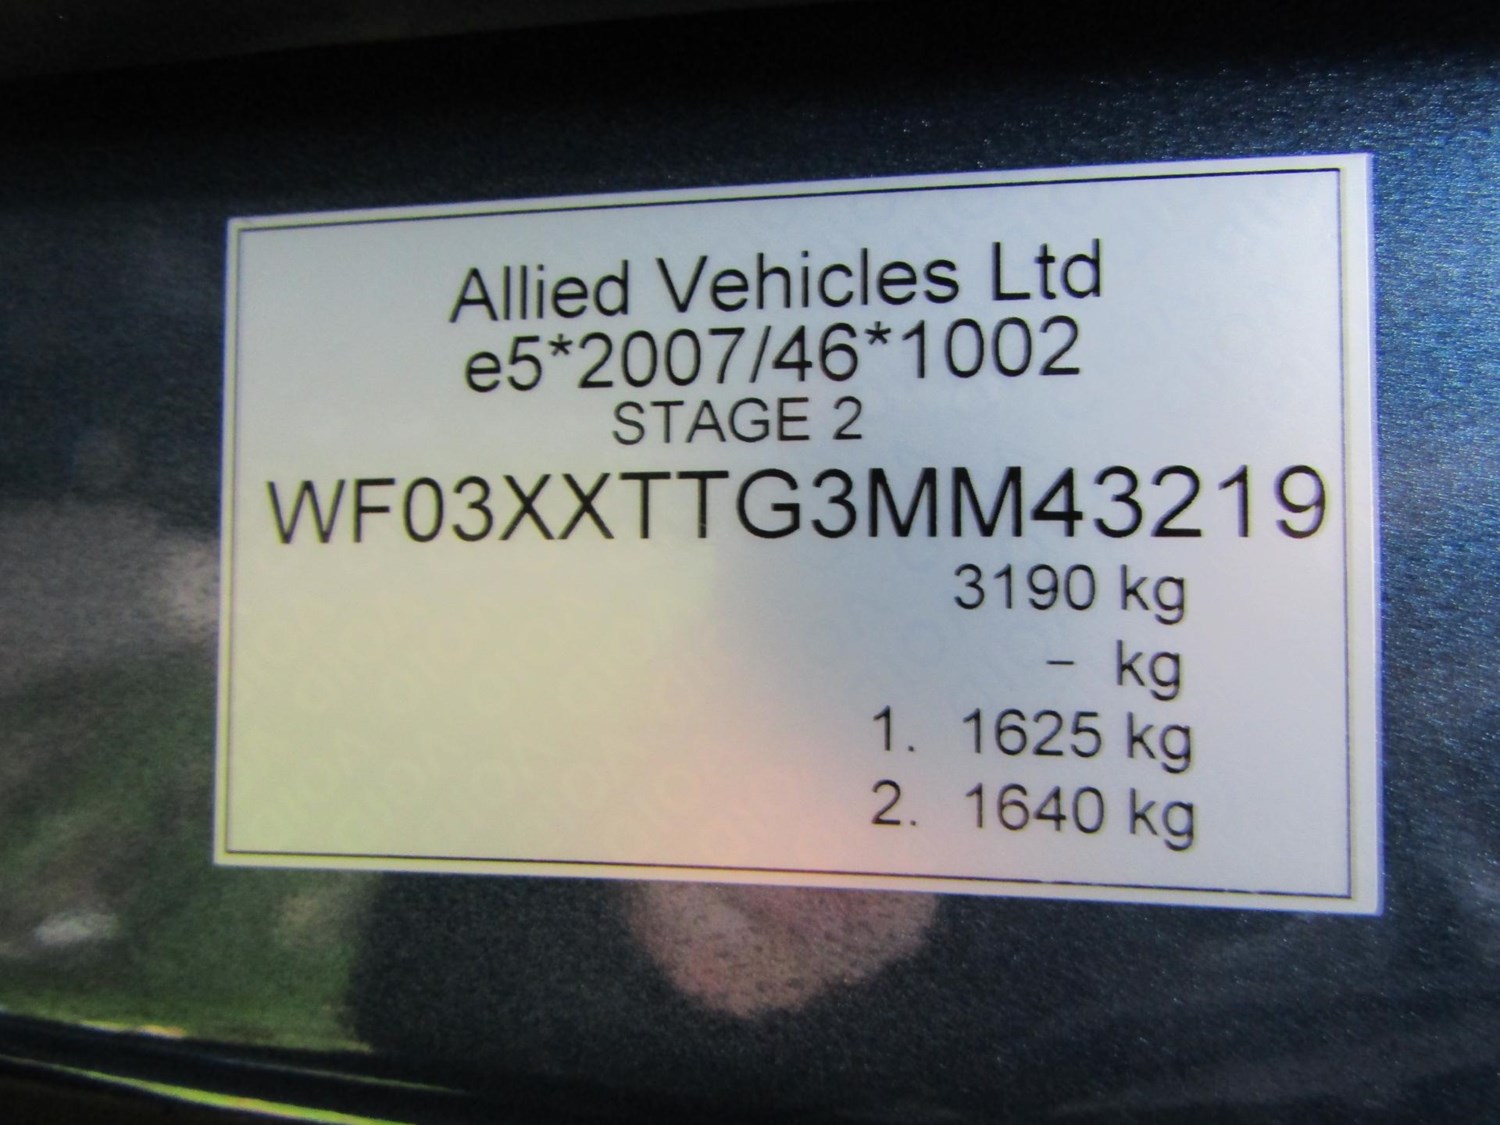 Allied Vehicles Ltd
e5*2007/46*1002
STAGE 2
WF03XXTTG3MM43219
3190 kg
– kg
1. 1625 kg
2. 1640 kg